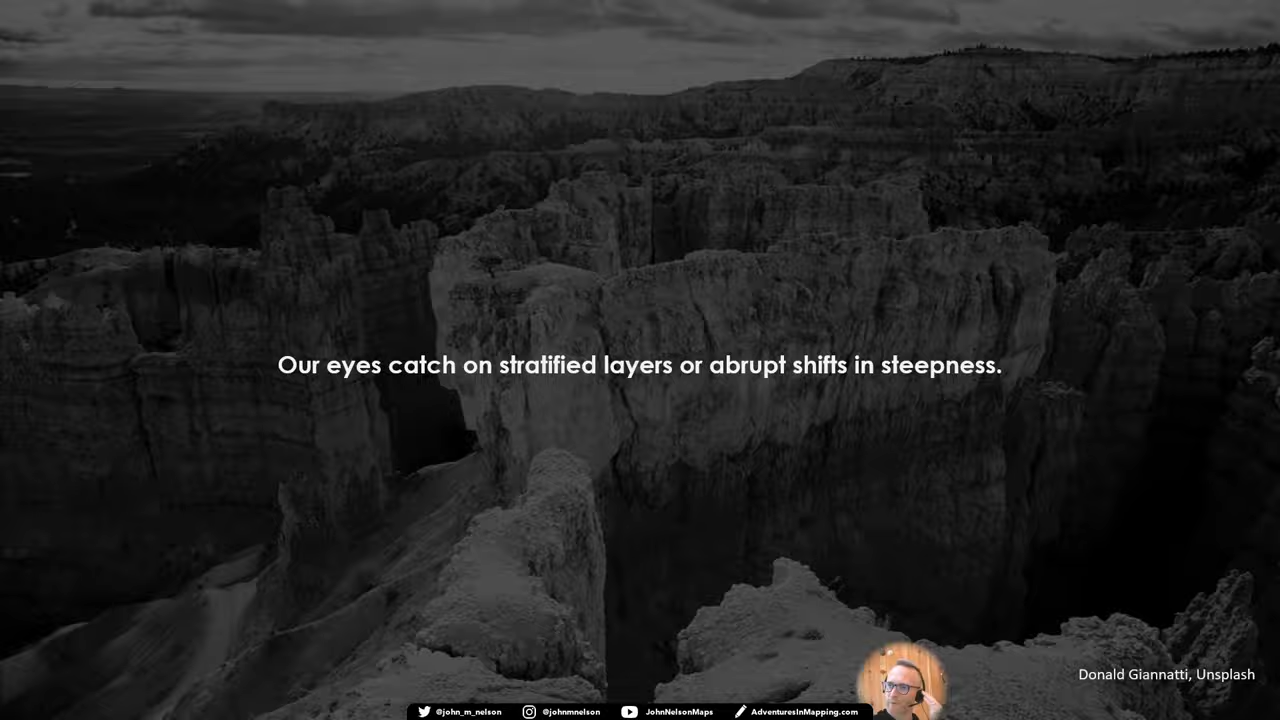 Our eyes catch on stratified layers or abrupt shifts in steepness.
Donald Giannatti, Unsplash
@john_m_nelson @johnmnelson JohnNelsonMaps AdventuresInMapping.com